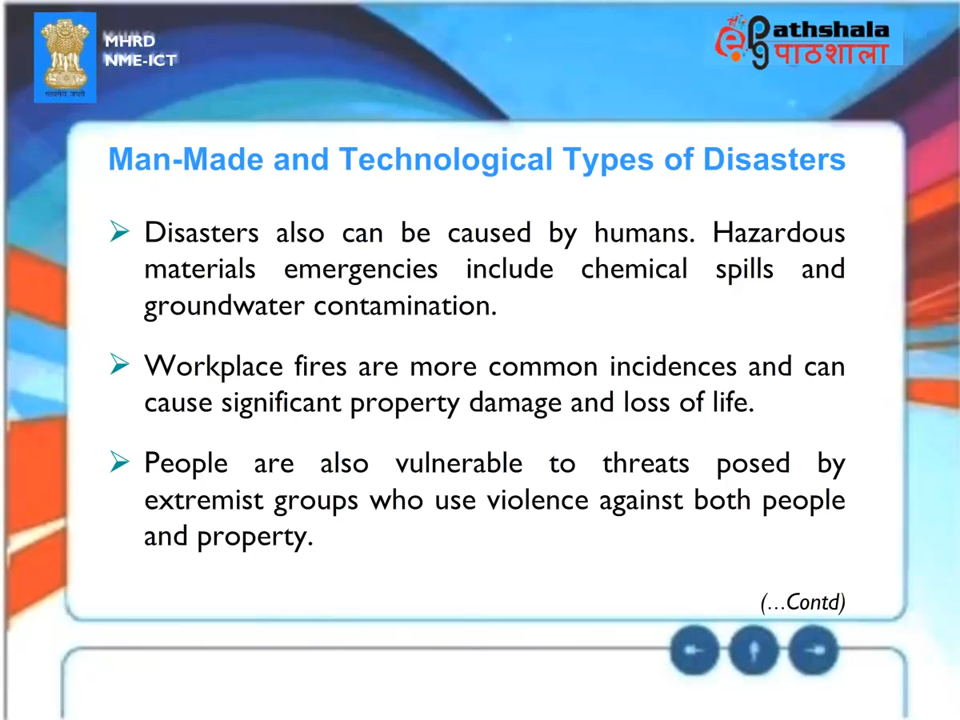 MHRD
NME-ICT
ePathshala
पाठशाला
Man-Made and Technological Types of Disasters
Disasters also can be caused by humans. Hazardous
materials emergencies include chemical spills and
groundwater contamination.
Workplace fires are more common incidences and can
cause significant property damage and loss of life.
People are also vulnerable to threats posed by
extremist groups who use violence against both people
and property.
(...Contd)